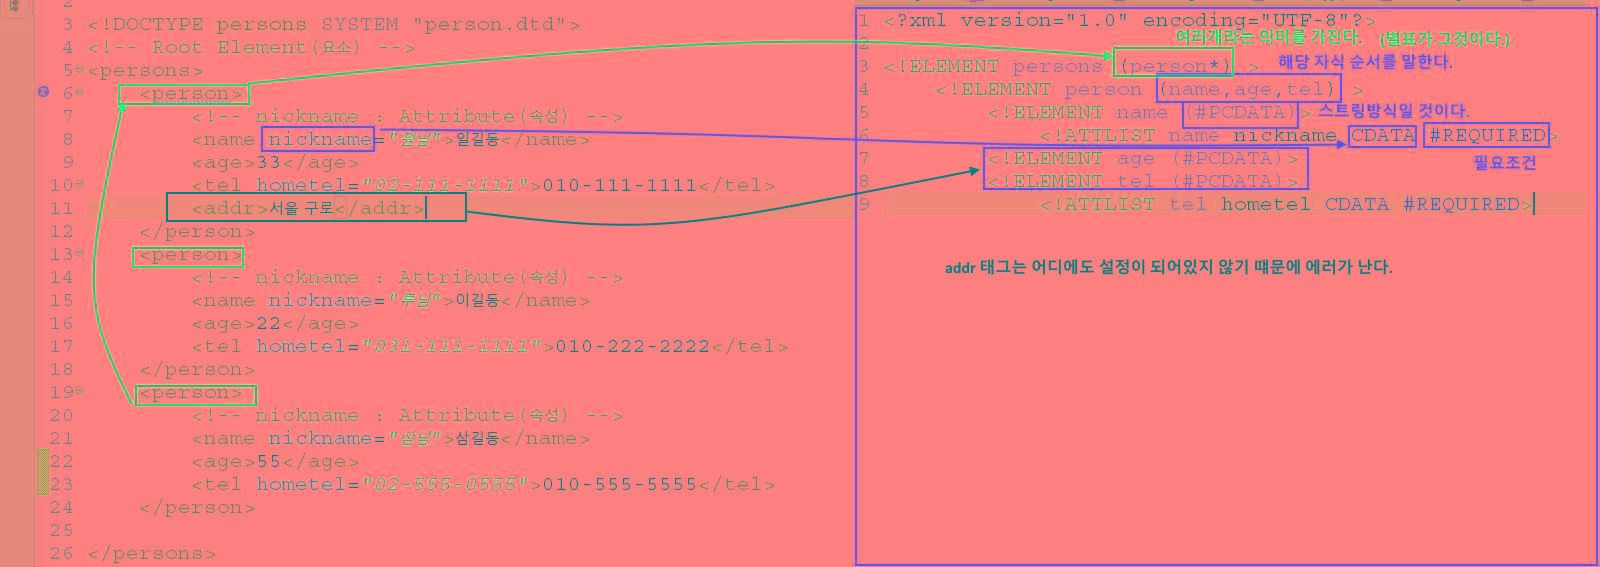 2
3 <!DOCTYPE persons SYSTEM "person.dtd">
4 <!-- Root Element(요소) -->
5 <persons>
6 <person>
7 <!-- nickname : Attribute(속성) -->
8 <name nickname="원님">일길동</name>
9 <age>33</age>
10 <tel hometel="02-111-1111">010-111-1111</tel>
11 <addr>서울 구로</addr>
12 </person>
13 <person>
14 <!-- nickname : Attribute(속성) -->
15 <name nickname="투님">이길동</name>
16 <age>22</age>
17 <tel hometel="031-111-1111">010-222-2222</tel>
18 </person>
19 <person>
20 <!-- nickname : Attribute(속성) -->
21 <name nickname="삼님">삼길동</name>
22 <age>55</age>
23 <tel hometel="02-555-0555">010-555-5555</tel>
24 </person>
25
26 </persons>
1 <?xml version="1.0" encoding="UTF-8"?>
여러개라는 의미를 가진다. (별표가 그것이다.)
2
3 <!ELEMENT persons (person*) >
해당 자식 순서를 말한다.
4 <!ELEMENT person (name,age,tel) >
5 <!ELEMENT name (#PCDATA)>
스트링방식일 것이다.
6 <!ATTLIST name nickname CDATA #REQUIRED>
필요조건
7 <!ELEMENT age (#PCDATA)>
8 <!ELEMENT tel (#PCDATA)>
9 <!ATTLIST tel hometel CDATA #REQUIRED>
addr 태그는 어디에도 설정이 되어있지 않기 때문에 에러가 난다.